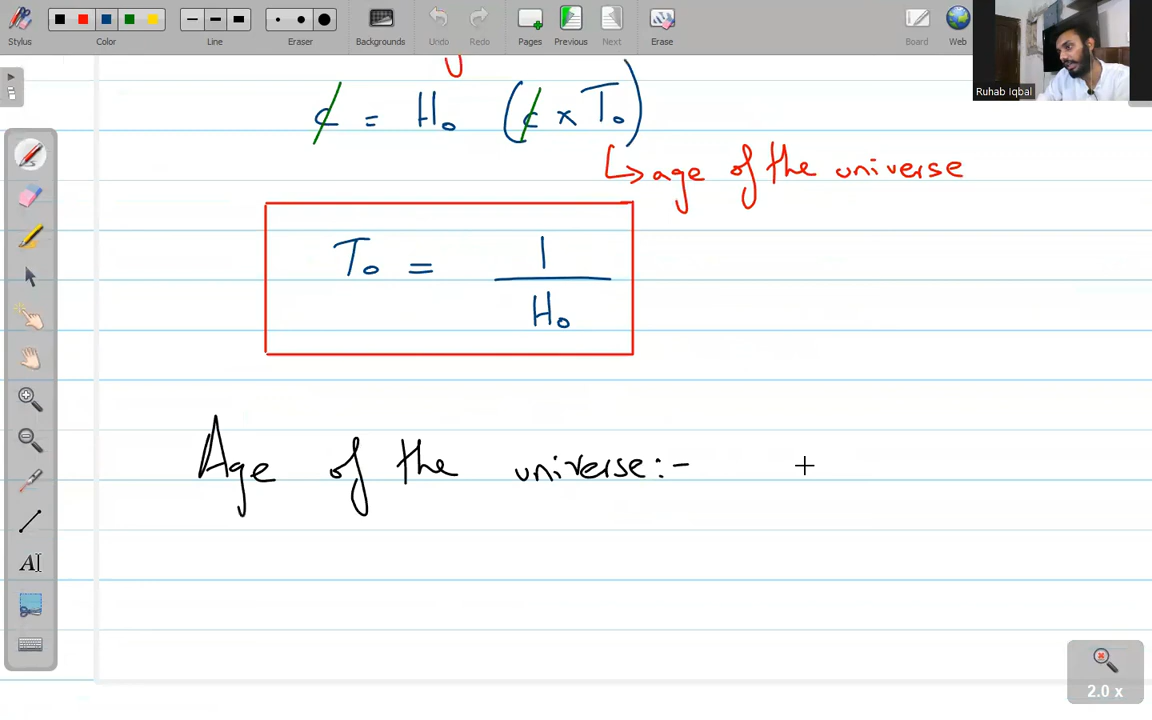 Stylus Color Line Eraser Backgrounds Undo Redo Pages Previous Next Erase Board Web
Ruhab Iqbal
c = H₀ (c × T₀)
↳ age of the universe
T₀ = 1 / H₀
Age of the universe:-
AI
2.0 x